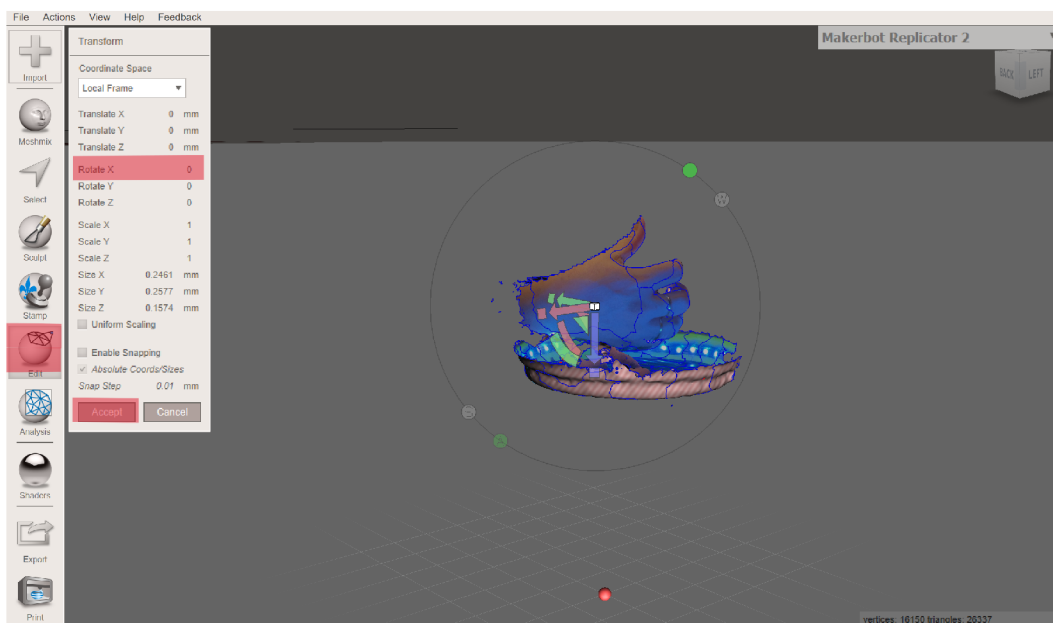 File Actions View Help Feedback
Import
Meshmix
Select
Sculpt
Stamp
Edit
Analysis
Shaders
Export
Print
Transform
Coordinate Space
Local Frame
Translate X 0 mm
Translate Y 0 mm
Translate Z 0 mm
Rotate X 0
Rotate Y 0
Rotate Z 0
Scale X 1
Scale Y 1
Scale Z 1
Size X 0.2461 mm
Size Y 0.2577 mm
Size Z 0.1574 mm
Uniform Scaling
Enable Snapping
Absolute Coords/Sizes
Snap Step 0.01 mm
Accept Cancel
Makerbot Replicator 2
BACK LEFT
vertices: 16150 triangles: 26337